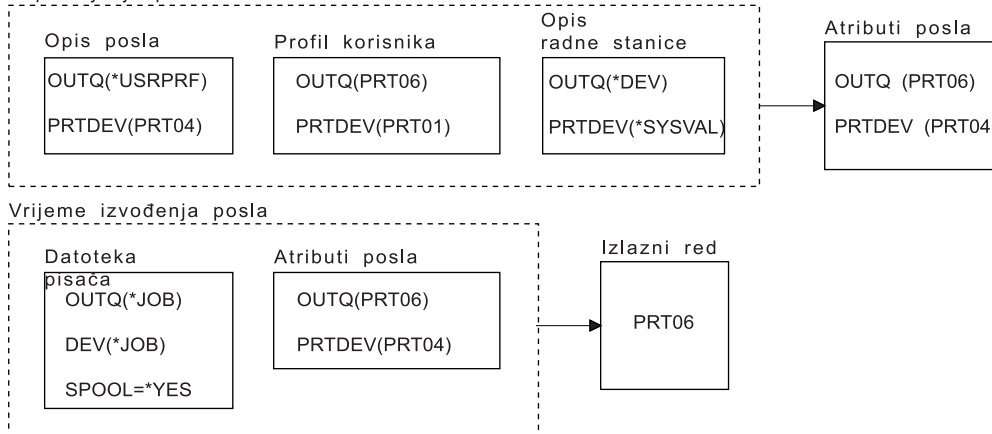 Opis posla
OUTQ(*USRPRF)
PRTDEV(PRT04)
Profil korisnika
OUTQ(PRT06)
PRTDEV(PRT01)
Opis
radne stanice
OUTQ(*DEV)
PRTDEV(*SYSVAL)
Atributi posla
OUTQ (PRT06)
PRTDEV (PRT04
Vrijeme izvođenja posla
Datoteka
pisača
OUTQ(*JOB)
DEV(*JOB)
SPOOL=*YES
Atributi posla
OUTQ(PRT06)
PRTDEV(PRT04)
Izlazni red
PRT06